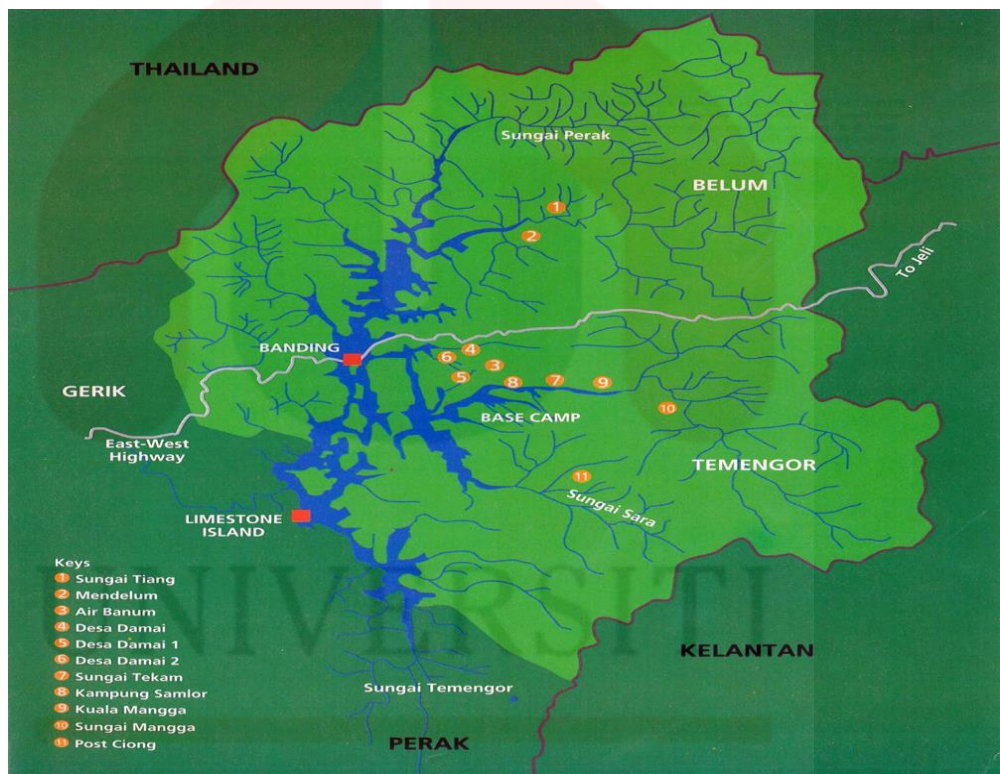 THAILAND
Sungai Perak
BELUM
1
2
To Jeli
BANDING
4
6
3
5
8
7
9
GERIK
BASE CAMP
10
East-West
Highway
TEMENGOR
11
Sungai Sara
LIMESTONE
ISLAND
Keys
1 Sungai Tiang
2 Mendelum
3 Air Banum
4 Desa Damai
5 Desa Damai 1
6 Desa Damai 2
7 Sungai Tekam
8 Kampung Samlor
9 Kuala Mangga
10 Sungai Mangga
11 Post Ciong
UNIVERSITI
KELANTAN
Sungai Temengor
PERAK